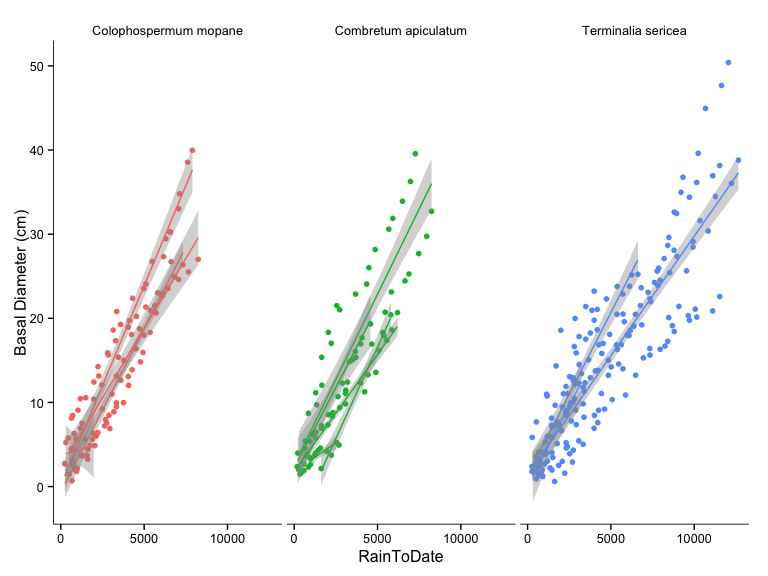 Colophospermum mopane Combretum apiculatum Terminalia sericea
50
40
30
20
10
0
Basal Diameter (cm)
0 5000 10000 0 5000 10000 0 5000 10000
RainToDate